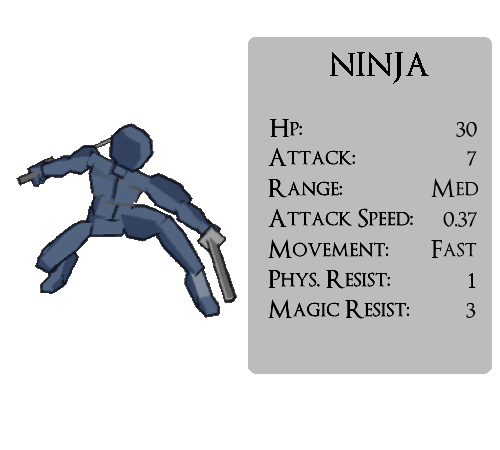 NINJA
HP: 30
ATTACK: 7
RANGE: MED
ATTACK SPEED: 0.37
MOVEMENT: FAST
PHYS. RESIST: 1
MAGIC RESIST: 3